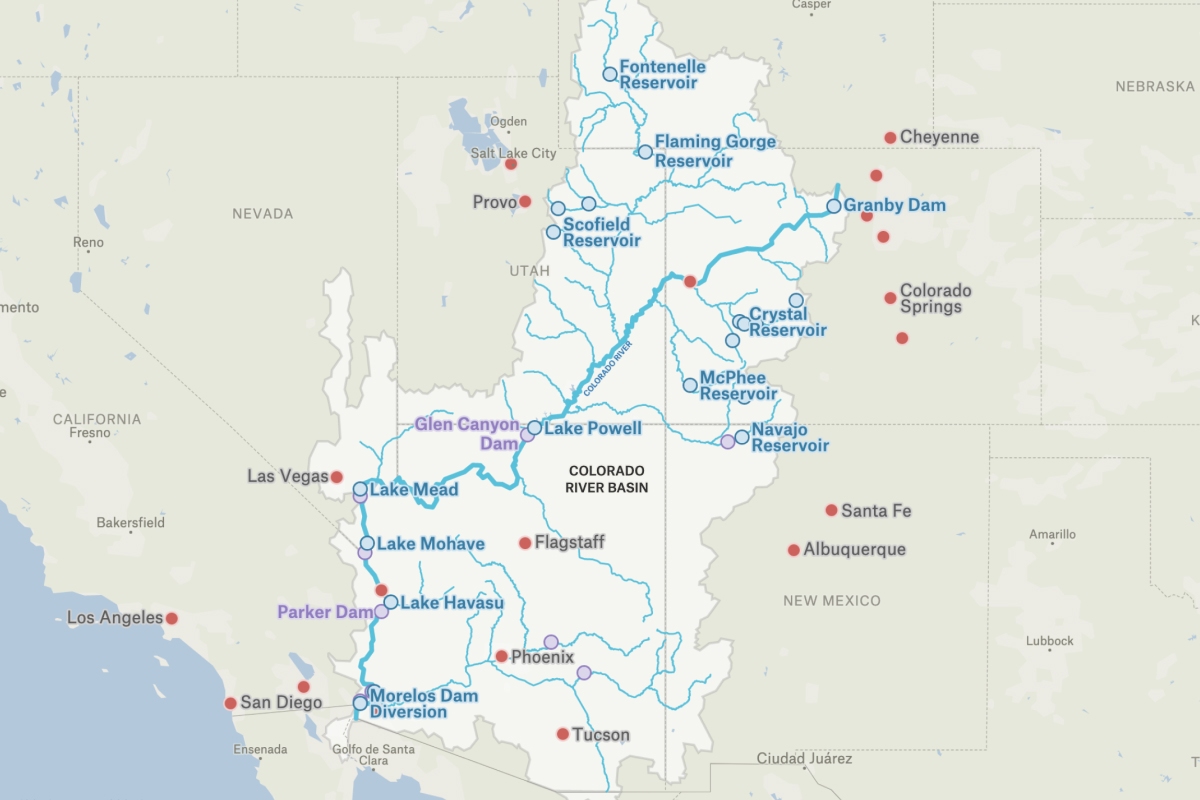 Casper
Fontenelle
Reservoir
NEBRASKA
Ogden
Salt Lake City
Flaming Gorge
Reservoir
Cheyenne
Provo
NEVADA
Granby Dam
Scofield
Reservoir
Reno
UTAH
Colorado
Springs
mento
Crystal
Reservoir
K
COLORADO RIVER
McPhee
Reservoir
e
CALIFORNIA
Fresno
Glen Canyon
Dam
Lake Powell
Navajo
Reservoir
Las Vegas
COLORADO
RIVER BASIN
Lake Mead
Santa Fe
Bakersfield
Lake Mohave
Flagstaff
Albuquerque
Amarillo
Parker Dam
Lake Havasu
NEW MEXICO
Los Angeles
Phoenix
Lubbock
San Diego
Morelos Dam
Diversion
Tucson
Ensenada
Golfo de Santa
Clara
Ciudad Juárez
T